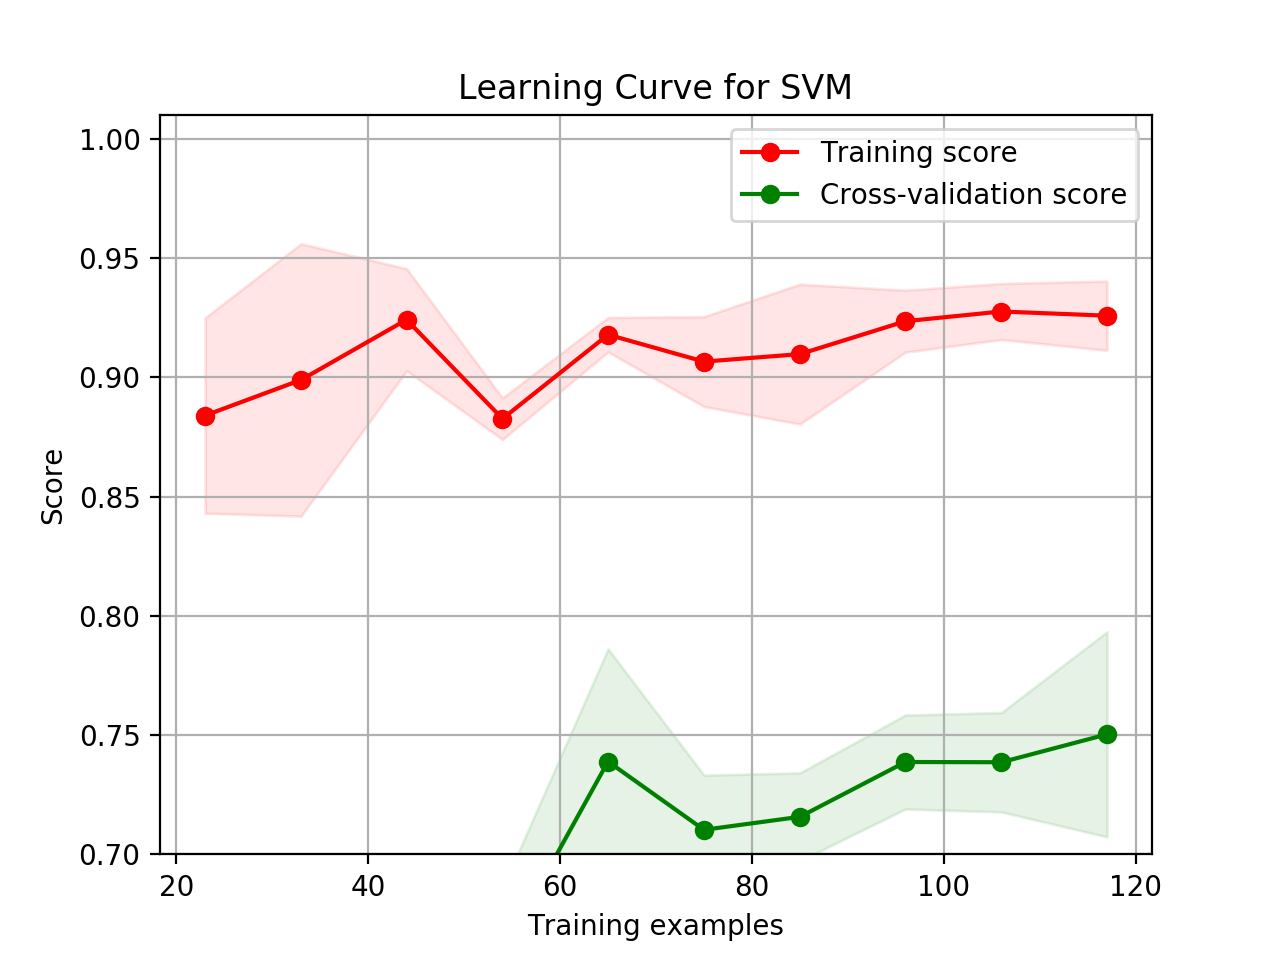 Learning Curve for SVM
Training score
Cross-validation score
1.00
0.95
0.90
0.85
0.80
0.75
0.70
Score
20 40 60 80 100 120
Training examples